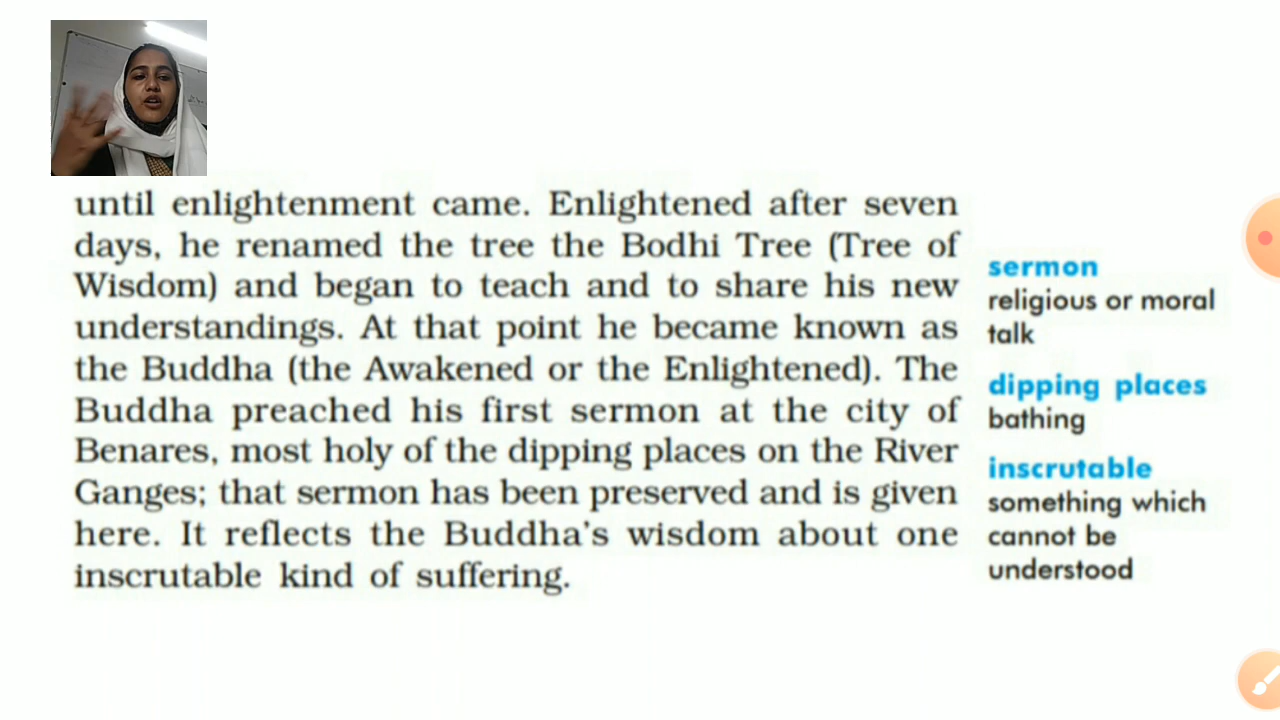 until enlightenment came. Enlightened after seven
days, he renamed the tree the Bodhi Tree (Tree of
Wisdom) and began to teach and to share his new
understandings. At that point he became known as
the Buddha (the Awakened or the Enlightened). The
Buddha preached his first sermon at the city of
Benares, most holy of the dipping places on the River
Ganges; that sermon has been preserved and is given
here. It reflects the Buddha's wisdom about one
inscrutable kind of suffering.
sermon
religious or moral
talk
dipping places
bathing
inscrutable
something which
cannot be
understood